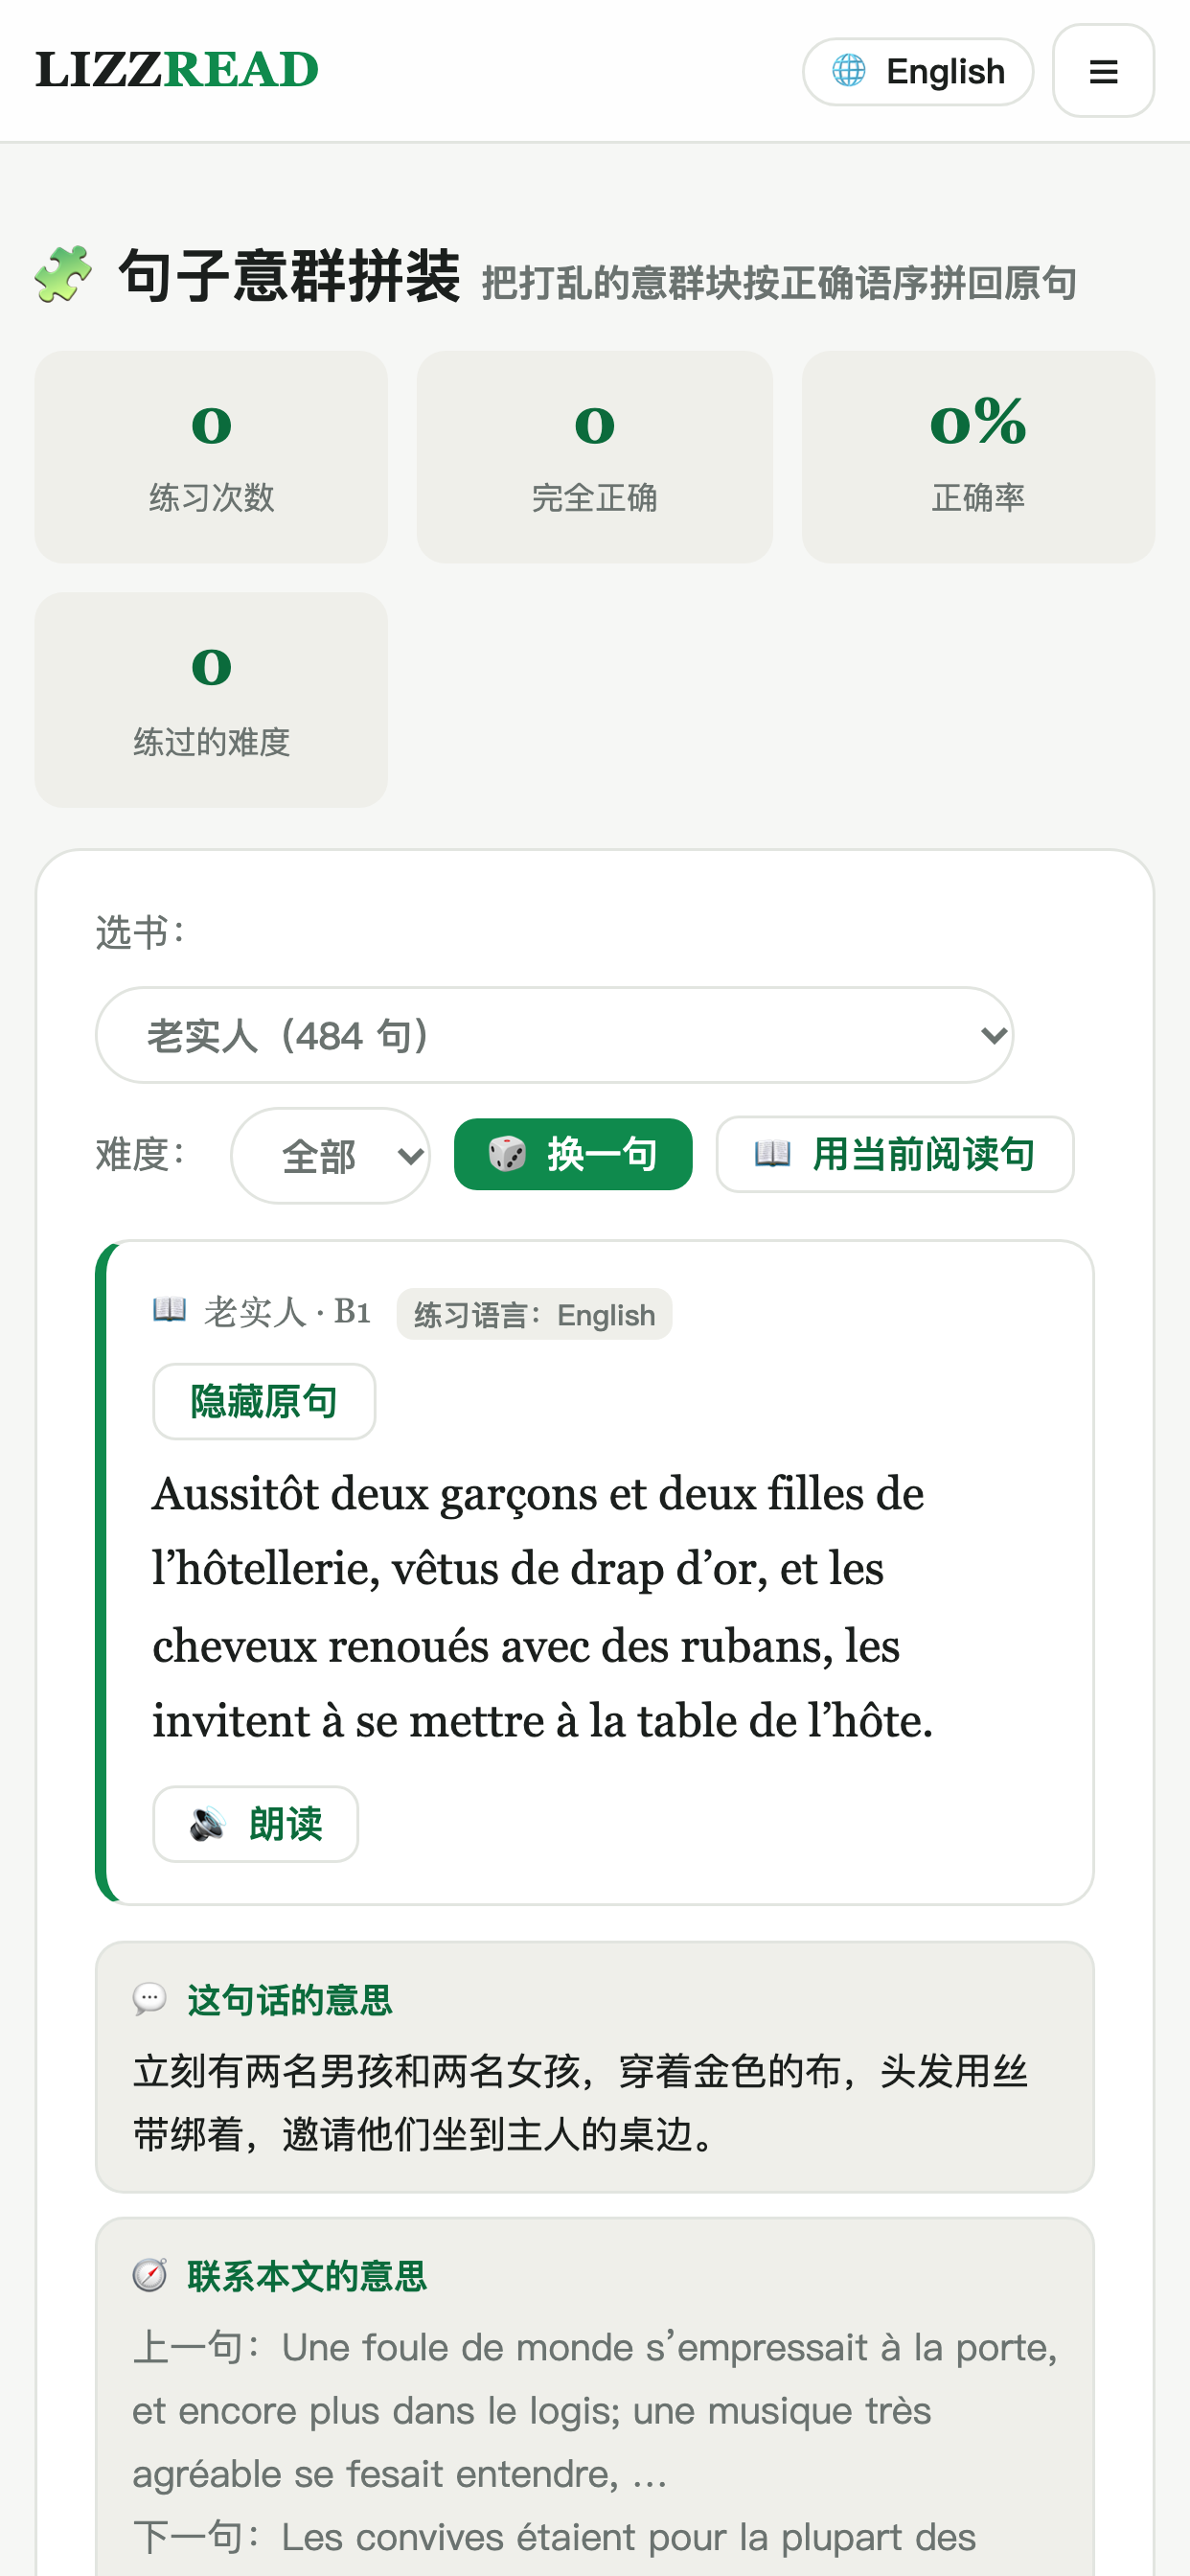 LIZZREAD
English
句子意群拼装 把打乱的意群块按正确语序拼回原句
0
练习次数
0
完全正确
0%
正确率
0
练过的难度
选书：
老实人（484 句）
难度： 全部 换一句 用当前阅读句
老实人 · B1 练习语言：English
隐藏原句
Aussitôt deux garçons et deux filles de
l’hôtellerie, vêtus de drap d’or, et les
cheveux renoués avec des rubans, les
invitent à se mettre à la table de l’hôte.
朗读
这句话的意思
立刻有两名男孩和两名女孩，穿着金色的布，头发用丝
带绑着，邀请他们坐到主人的桌边。
联系本文的意思
上一句：Une foule de monde s’empressait à la porte,
et encore plus dans le logis; une musique très
agréable se fesait entendre, …
下一句：Les convives étaient pour la plupart des